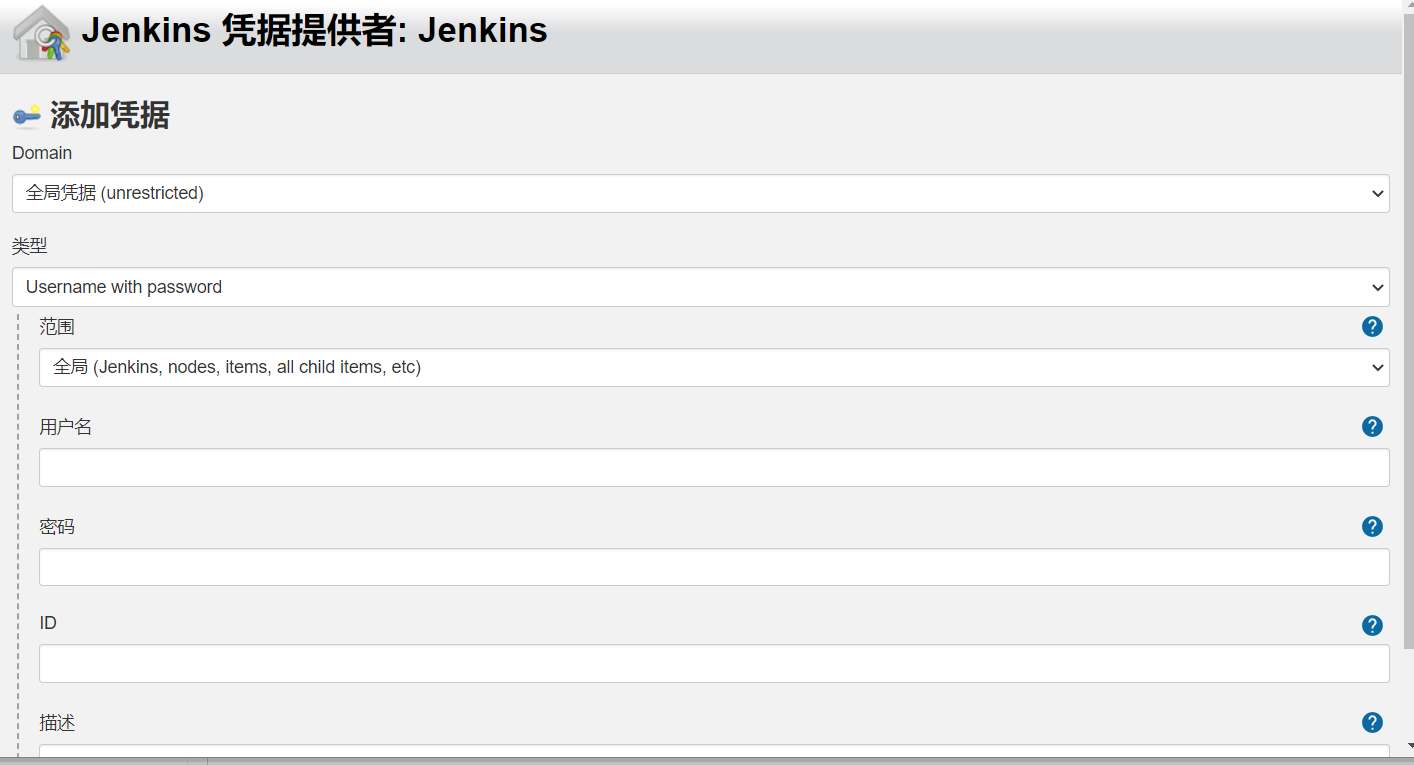 Jenkins 凭据提供者: Jenkins
添加凭据
Domain
全局凭据 (unrestricted)
类型
Username with password
范围
全局 (Jenkins, nodes, items, all child items, etc)
用户名
密码
ID
描述